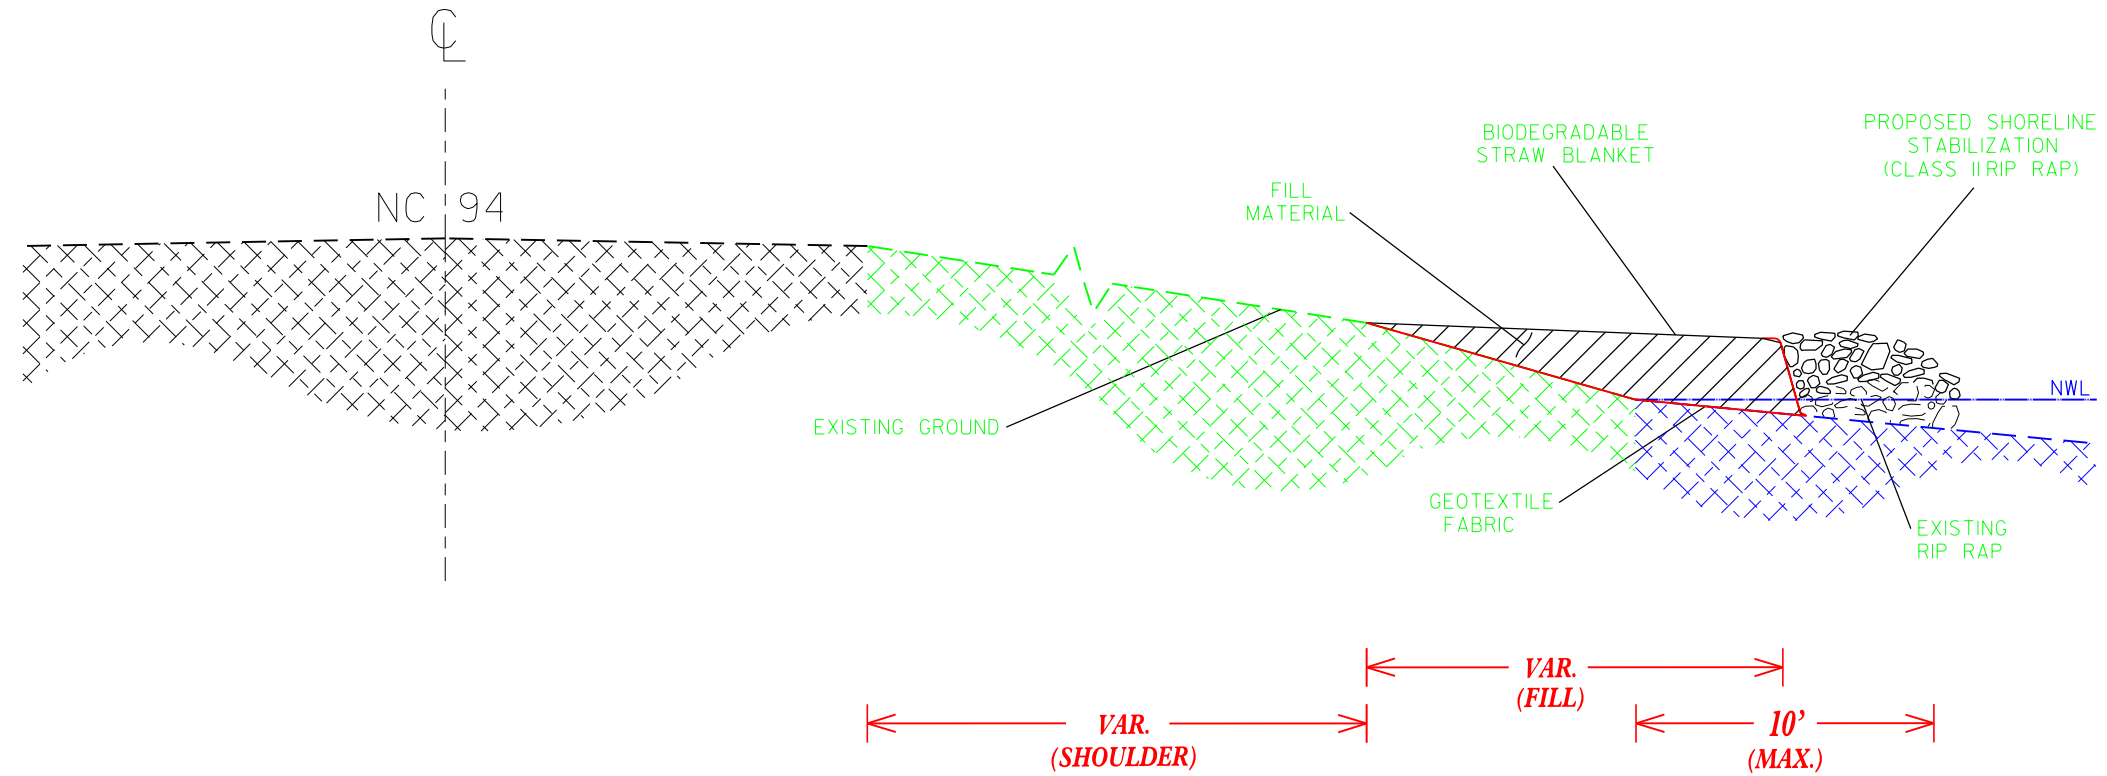 ℄
NC 94
BIODEGRADABLE
STRAW BLANKET
PROPOSED SHORELINE
STABILIZATION
(CLASS II RIP RAP)
FILL
MATERIAL
NWL
EXISTING GROUND
GEOTEXTILE
FABRIC
EXISTING
RIP RAP
VAR.
(FILL)
VAR.
(SHOULDER)
10’
(MAX.)